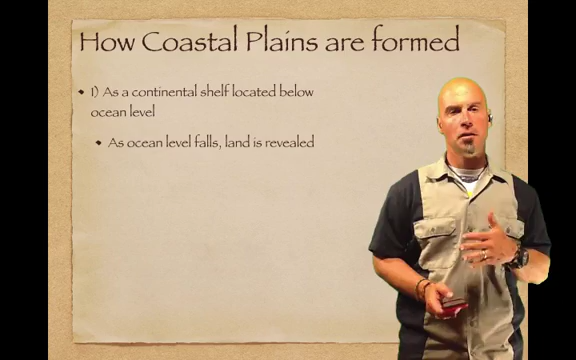 How Coastal Plains are formed
• 1) As a continental shelf located below
ocean level
• As ocean level falls, land is revealed